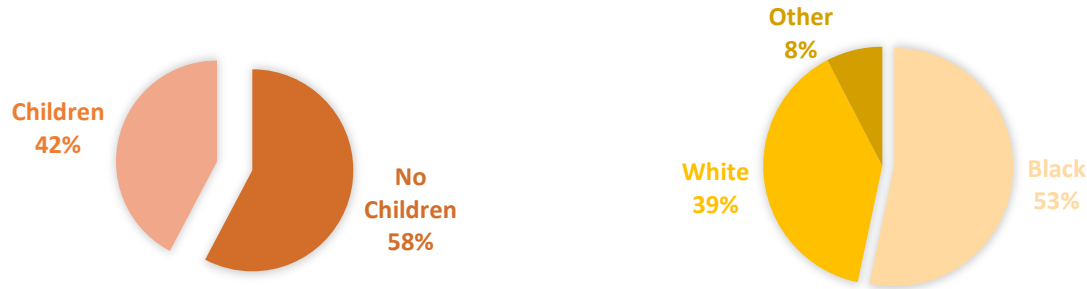 Children
42%
No
Children
58%
Other
8%
White
39%
Black
53%